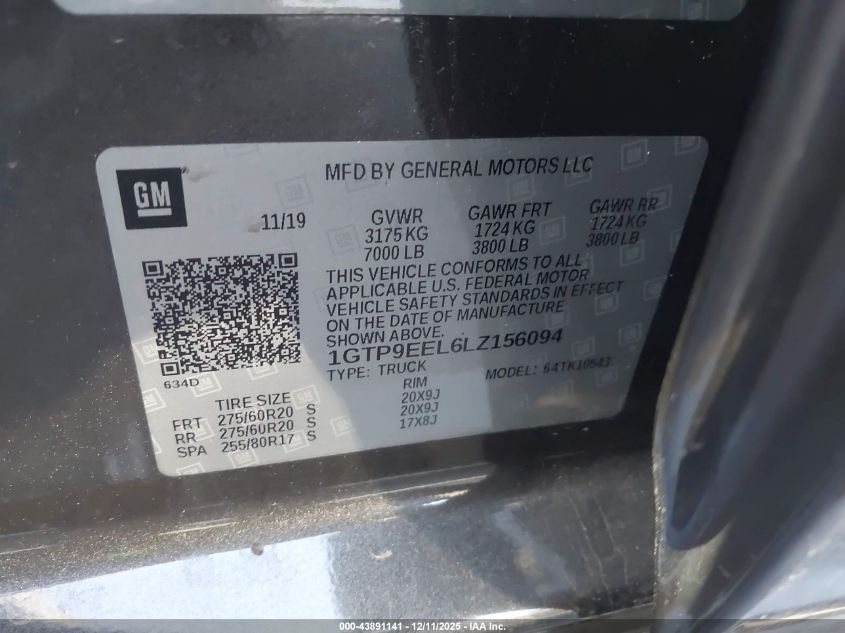 MFD BY GENERAL MOTORS LLC
GM
11/19
GVWR GAWR FRT GAWR RR
3175 KG 1724 KG 1724 KG
7000 LB 3800 LB 3800 LB
THIS VEHICLE CONFORMS TO ALL
APPLICABLE U.S. FEDERAL MOTOR
VEHICLE SAFETY STANDARDS IN EFFECT
ON THE DATE OF MANUFACTURE
SHOWN ABOVE.
1GTP9EEL6LZ156094
TYPE: TRUCK MODEL: 64TK10543
634D
TIRE SIZE RIM
FRT 275/60R20 S 20X9J
RR 275/60R20 S 20X9J
SPA 255/80R17 S 17X8J
000-43891141 - 12/11/2025 - IAA Inc.